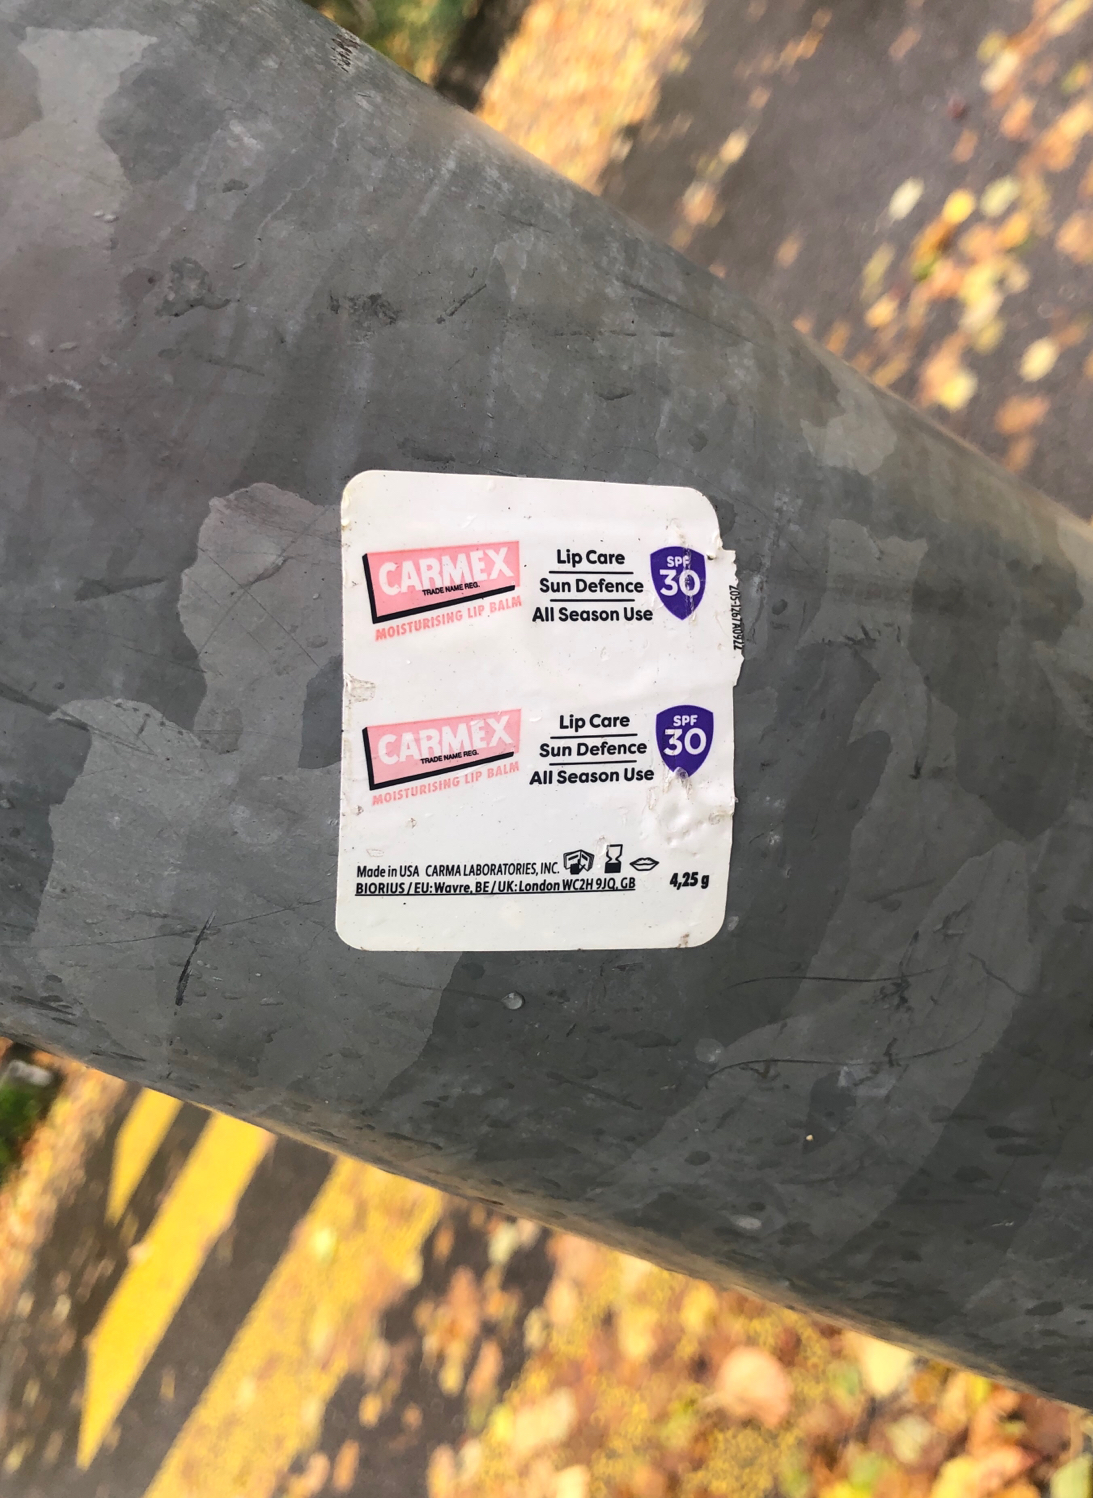 CARMEX
TRADE NAME REG.
MOISTURISING LIP BALM
Lip Care
Sun Defence
All Season Use
SPF
30
CARMEX
TRADE NAME REG.
MOISTURISING LIP BALM
Lip Care
Sun Defence
All Season Use
SPF
30
Made in USA CARMA LABORATORIES, INC.
BIORIUS / EU: Wavre, BE / UK: London WC2H 9JQ, GB
4,25 g